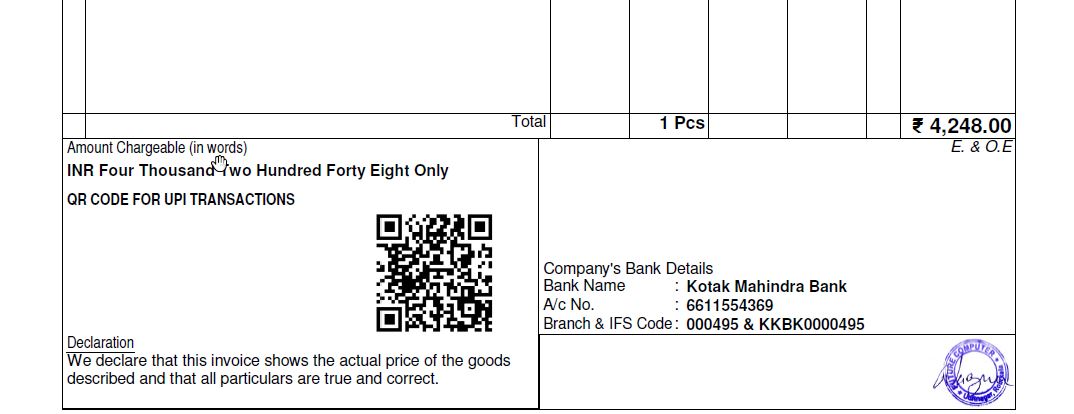 Total 1 Pcs ₹ 4,248.00
Amount Chargeable (in words) E. & O.E
INR Four Thousand Two Hundred Forty Eight Only
QR CODE FOR UPI TRANSACTIONS
Company's Bank Details
Bank Name : Kotak Mahindra Bank
A/c No. : 6611554369
Branch & IFS Code : 000495 & KKBK0000495
Declaration
We declare that this invoice shows the actual price of the goods
described and that all particulars are true and correct.
FUTURE COMPUTER